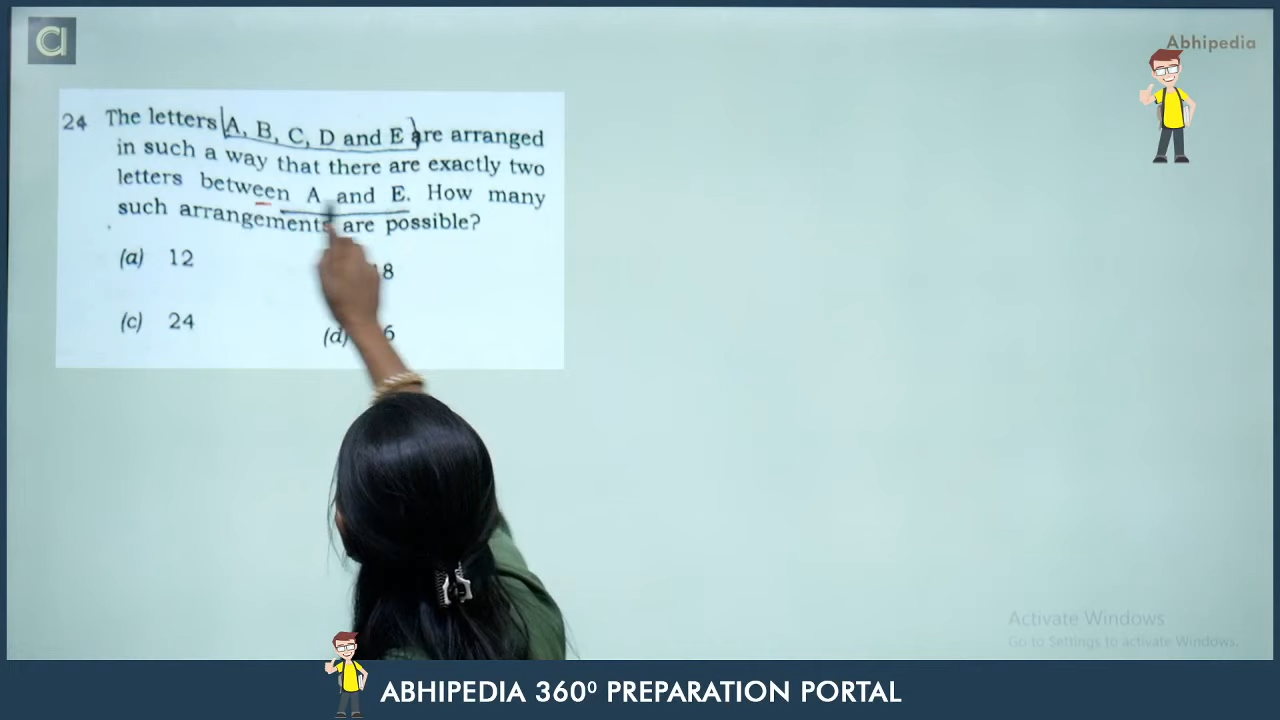 Abhipedia
24 The letters A, B, C, D and E are arranged
in such a way that there are exactly two
letters between A and E. How many
such arrangements are possible?
(a) 12
8
(c) 24
(d) 6
Activate Windows
Go to Settings to activate Windows.
ABHIPEDIA 360⁰ PREPARATION PORTAL